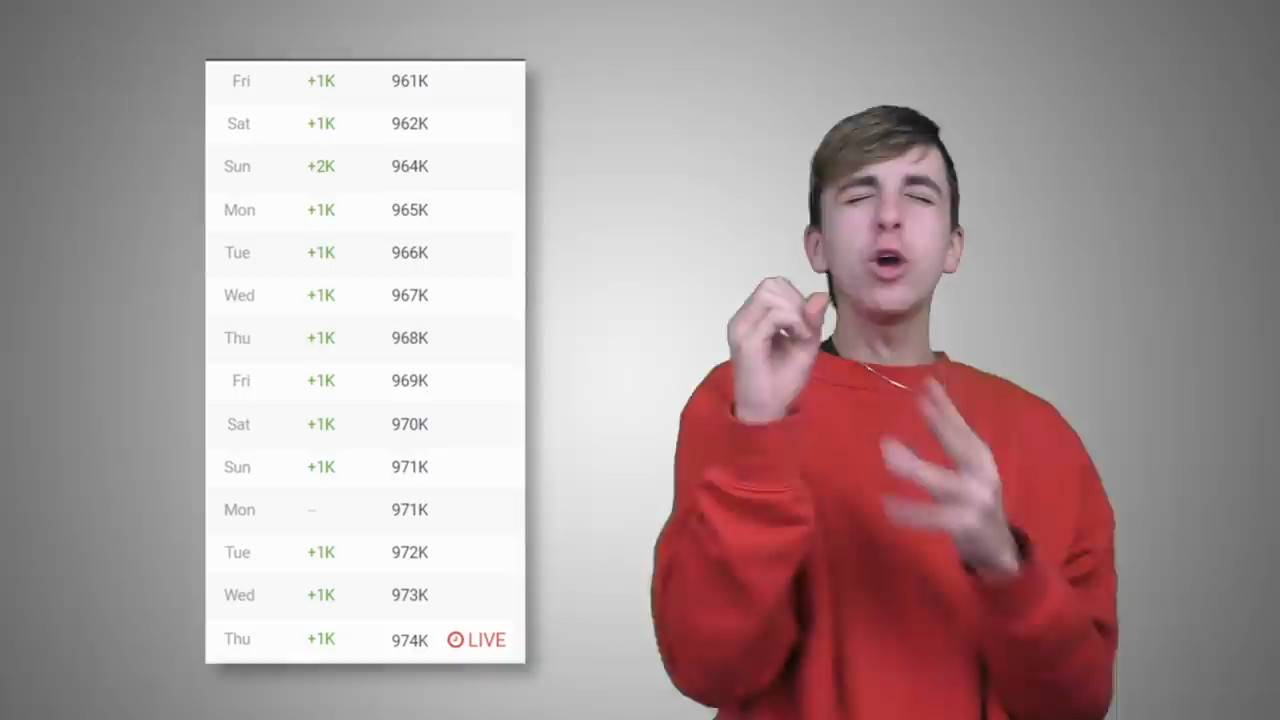 Fri +1K 961K
Sat +1K 962K
Sun +2K 964K
Mon +1K 965K
Tue +1K 966K
Wed +1K 967K
Thu +1K 968K
Fri +1K 969K
Sat +1K 970K
Sun +1K 971K
Mon -- 971K
Tue +1K 972K
Wed +1K 973K
Thu +1K 974K LIVE